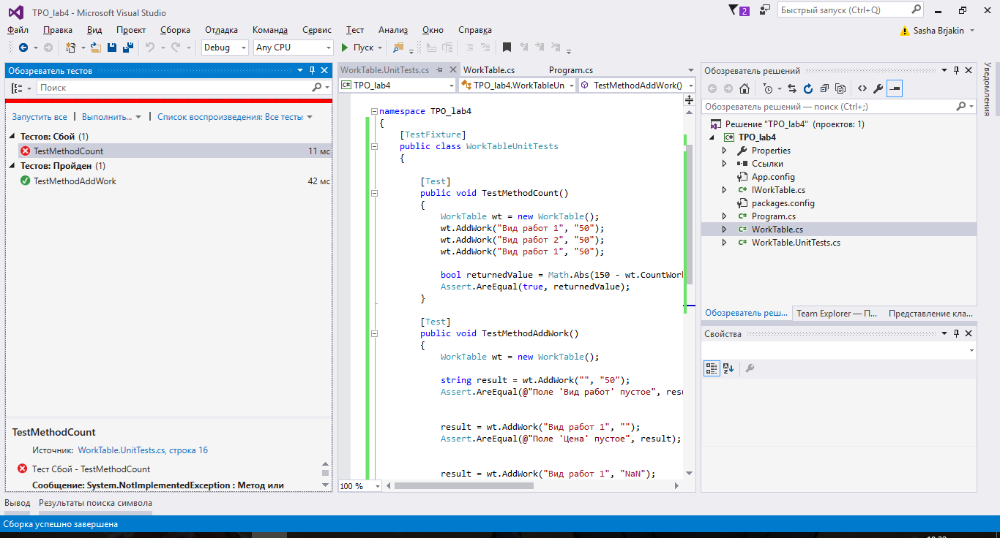 TPO_lab4 - Microsoft Visual Studio
2
Быстрый запуск (Ctrl+Q)
Файл Правка Вид Проект Сборка Отладка Команда Сервис Тест Анализ Окно Справка
Sasha Brjakin
Debug Any CPU Пуск
Обозреватель тестов
Поиск
Запустить все | Выполнить... | Список воспроизведения: Все тесты
Тестов: Сбой (1)
TestMethodCount 11 мс
Тестов: Пройден (1)
TestMethodAddWork 42 мс
TestMethodCount
Источник: WorkTable.UnitTests.cs, строка 16
Тест Сбой - TestMethodCount
Сообщение: System.NotImplementedException : Метод или
WorkTable.UnitTests.cs WorkTable.cs Program.cs
C# TPO_lab4 TPO_lab4.WorkTableUn TestMethodAddWork()
namespace TPO_lab4
{
[TestFixture]
public class WorkTableUnitTests
{
[Test]
public void TestMethodCount()
{
WorkTable wt = new WorkTable();
wt.AddWork("Вид работ 1", "50");
wt.AddWork("Вид работ 2", "50");
wt.AddWork("Вид работ 1", "50");
bool returnedValue = Math.Abs(150 - wt.CountWork
Assert.AreEqual(true, returnedValue);
}
[Test]
public void TestMethodAddWork()
{
WorkTable wt = new WorkTable();
string result = wt.AddWork("", "50");
Assert.AreEqual(@"Поле 'Вид работ' пустое", resu
result = wt.AddWork("Вид работ 1", "");
Assert.AreEqual(@"Поле 'Цена' пустое", result);
result = wt.AddWork("Вид работ 1", "NaN");
100 %
Обозреватель решений
Обозреватель решений — поиск (Ctrl+;)
Решение "TPO_lab4" (проектов: 1)
C# TPO_lab4
Properties
Ссылки
App.config
C# IWorkTable.cs
packages.config
C# Program.cs
C# WorkTable.cs
C# WorkTable.UnitTests.cs
Обозреватель реш... Team Explorer — П... Представление кла...
Свойства
Уведомления
Вывод Результаты поиска символа
Сборка успешно завершена